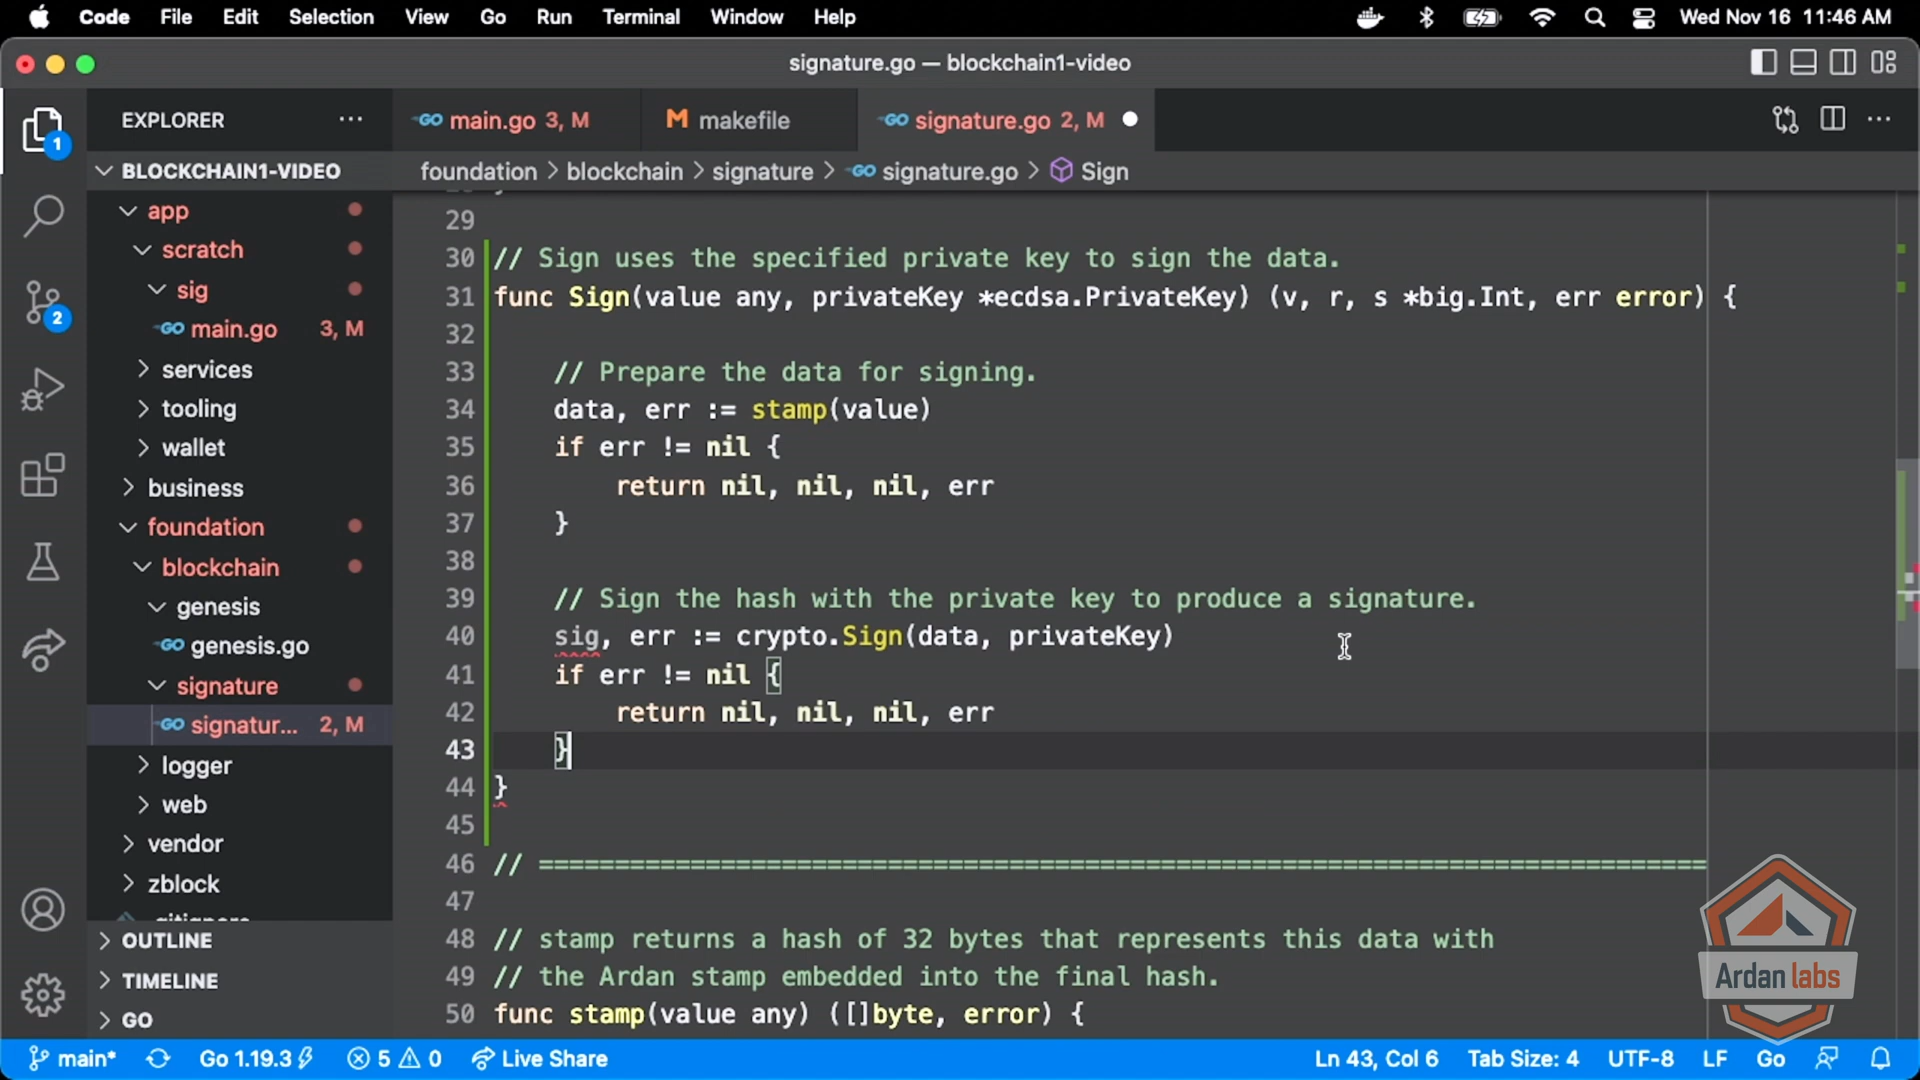 Code File Edit Selection View Go Run Terminal Window Help Wed Nov 16 11:46 AM
signature.go — blockchain1-video
EXPLORER ...
main.go 3, M makefile signature.go 2, M
foundation > blockchain > signature > signature.go > Sign
BLOCKCHAIN1-VIDEO
app
scratch
sig
main.go 3, M
services
tooling
wallet
business
foundation
blockchain
genesis
genesis.go
signature
signatur... 2, M
logger
web
vendor
zblock
.gitignore
OUTLINE
TIMELINE
GO
1
2
29
30 // Sign uses the specified private key to sign the data.
31 func Sign(value any, privateKey *ecdsa.PrivateKey) (v, r, s *big.Int, err error) {
32
33 // Prepare the data for signing.
34 data, err := stamp(value)
35 if err != nil {
36 return nil, nil, nil, err
37 }
38
39 // Sign the hash with the private key to produce a signature.
40 sig, err := crypto.Sign(data, privateKey)
41 if err != nil {
42 return nil, nil, nil, err
43 }
44 }
45
46 // ================================================================================
47
48 // stamp returns a hash of 32 bytes that represents this data with
49 // the Ardan stamp embedded into the final hash.
50 func stamp(value any) ([]byte, error) {
Ardan labs
main* Go 1.19.3 5 0 Live Share Ln 43, Col 6 Tab Size: 4 UTF-8 LF Go